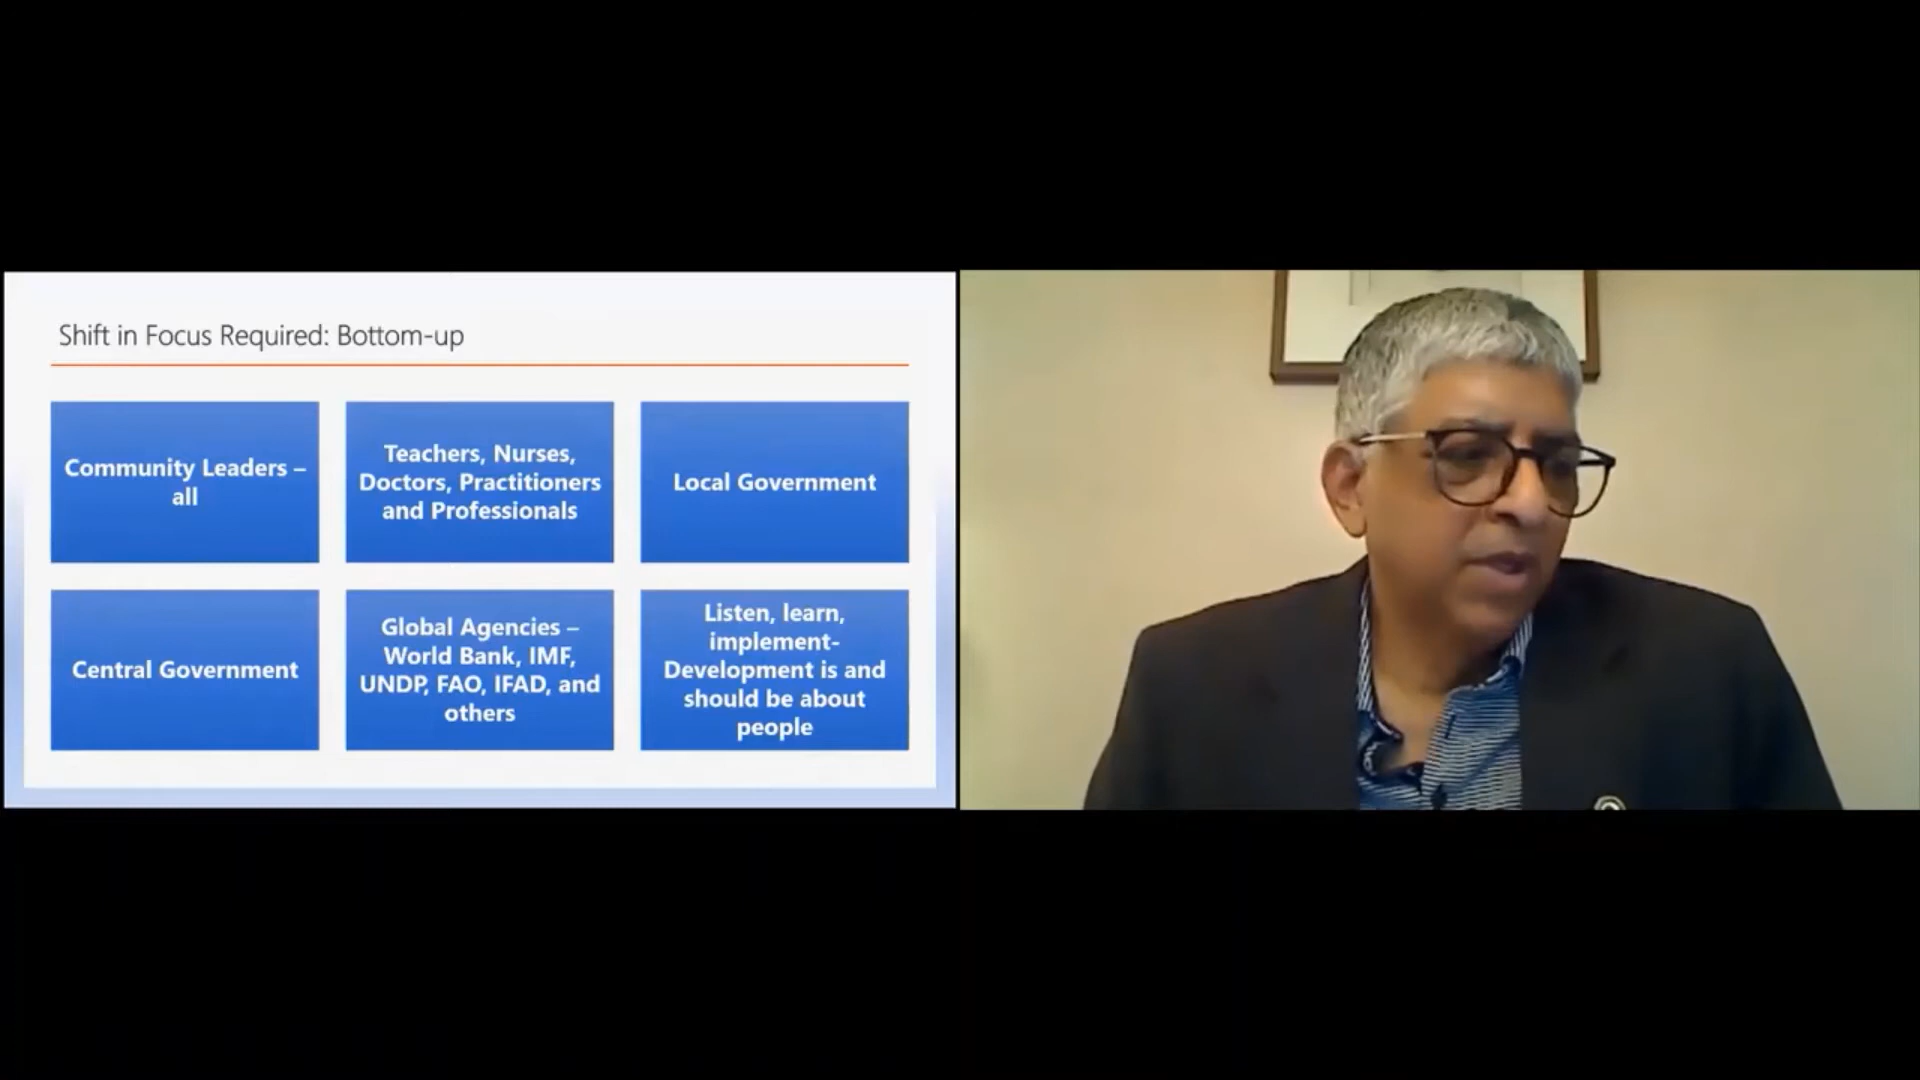 Shift in Focus Required: Bottom-up
Community Leaders –
all
Teachers, Nurses,
Doctors, Practitioners
and Professionals
Local Government
Central Government
Global Agencies –
World Bank, IMF,
UNDP, FAO, IFAD, and
others
Listen, learn,
implement-
Development is and
should be about
people